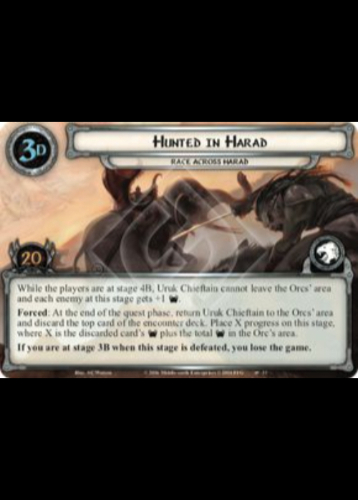 3D
HUNTED IN HARAD
RACE ACROSS HARAD
20
While the players are at stage 4B, Uruk Chieftain cannot leave the Orcs' area
and each enemy at this stage gets +1
Forced: At the end of the quest phase, return Uruk Chieftain to the Orcs' area
and discard the top card of the encounter deck. Place X progress on this stage,
where X is the discarded card's plus the total in the Orc's area.
If you are at stage 3B when this stage is defeated, you lose the game.